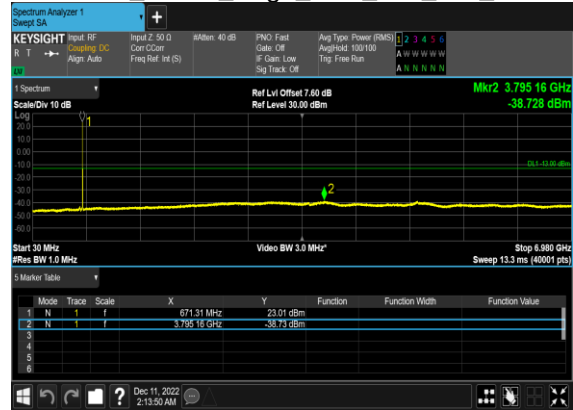 Spectrum Analyzer 1
Swept SA
+
KEYSIGHT Input: RF Input Z: 50 Ω #Atten: 40 dB PNO: Fast Avg Type: Power (RMS) 1 2 3 4 5 6
R T Coupling: DC Corr CCorr Gate: Off Avg|Hold: 100/100 A W W W W W
Align: Auto Freq Ref: Int (S) IF Gain: Low Trig: Free Run
LXI Sig Track: Off A N N N N N
1 Spectrum Ref Lvl Offset 7.60 dB Mkr2 3.795 16 GHz
Scale/Div 10 dB Ref Level 30.00 dBm -38.728 dBm
Log
1
20.0
10.0
0.00
-10.0 DL1 -13.00 dBm
-20.0
-30.0 2
-40.0
-50.0
-60.0
Start 30 MHz Video BW 3.0 MHz* Stop 6.980 GHz
#Res BW 1.0 MHz Sweep 13.3 ms (40001 pts)
5 Marker Table
Mode Trace Scale X Y Function Function Width Function Value
1 N 1 f 671.31 MHz 23.01 dBm
2 N 1 f 3.795 16 GHz -38.73 dBm
3
4
5
6
? Dec 11, 2022
2:13:50 AM